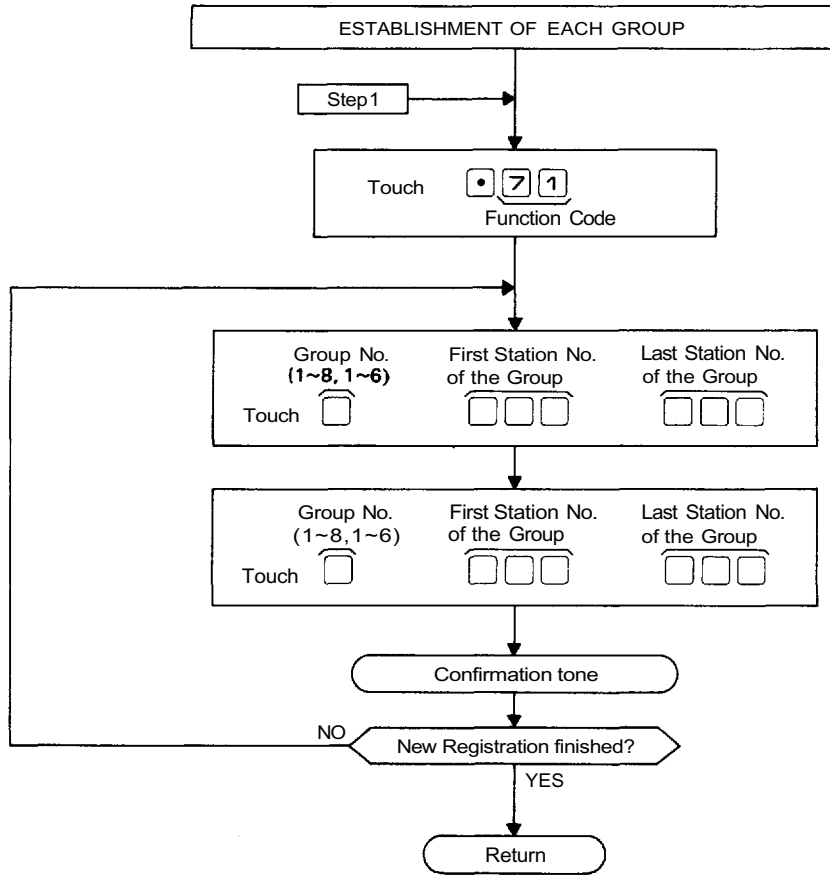 ESTABLISHMENT OF EACH GROUP
Step1
Touch • 7 1
Function Code
Group No. First Station No. Last Station No.
(1~8, 1~6) of the Group of the Group
Touch
Group No. First Station No. Last Station No.
(1~8,1~6) of the Group of the Group
Touch
Confirmation tone
NO New Registration finished?
YES
Return